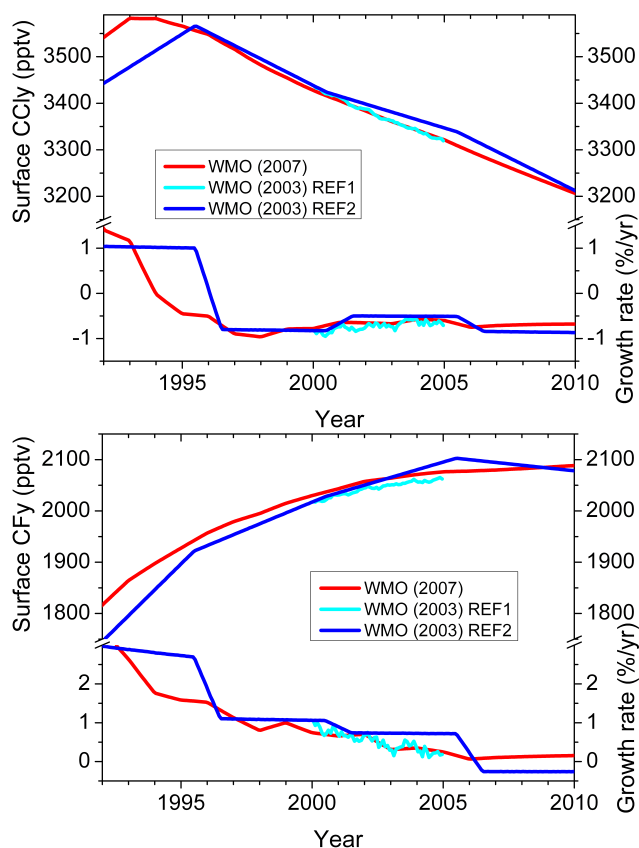 Surface CCly (pptv)
3500
3400
3300
3200
1
0
-1
3500
3400
3300
3200
1
0
-1
Growth rate (%/yr)
WMO (2007)
WMO (2003) REF1
WMO (2003) REF2
1995 2000 2005 2010
Year
Surface CFy (pptv)
2100
2000
1900
1800
2
1
0
2100
2000
1900
1800
2
1
0
Growth rate (%/yr)
WMO (2007)
WMO (2003) REF1
WMO (2003) REF2
1995 2000 2005 2010
Year